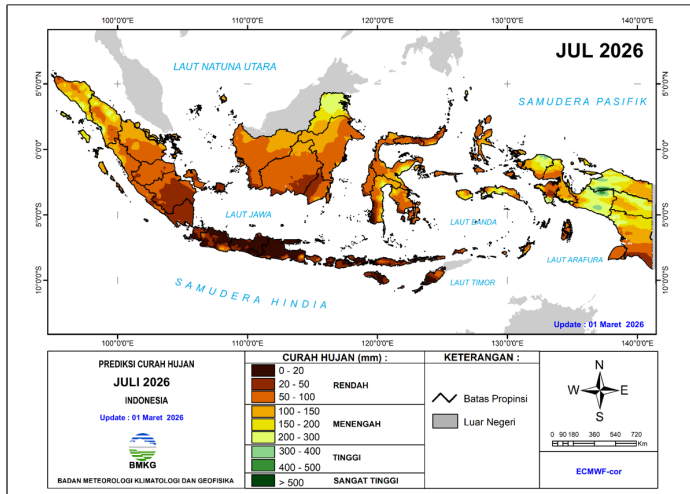 100°0'0"E 110°0'0"E 120°0'0"E 130°0'0"E 140°0'0"E
JUL 2026
LAUT NATUNA UTARA
SAMUDERA PASIFIK
5°0'0"N 5°0'0"N
0°0'0" 0°0'0"
5°0'0"S 5°0'0"S
10°0'0"S 10°0'0"S
LAUT JAWA
LAUT BANDA
LAUT ARAFURA
LAUT TIMOR
SAMUDERA HINDIA
Update : 01 Maret 2026
100°0'0"E 110°0'0"E 120°0'0"E 130°0'0"E 140°0'0"E
PREDIKSI CURAH HUJAN
JULI 2026
INDONESIA
Update : 01 Maret 2026
BMKG
BADAN METEOROLOGI KLIMATOLOGI DAN GEOFISIKA
CURAH HUJAN (mm) :
0 - 20
20 - 50 RENDAH
50 - 100
100 - 150
150 - 200 MENENGAH
200 - 300
300 - 400 TINGGI
400 - 500
> 500 SANGAT TINGGI
KETERANGAN :
Batas Propinsi
Luar Negeri
N
W E
S
0 90 180 360 540 720
Km
ECMWF-cor